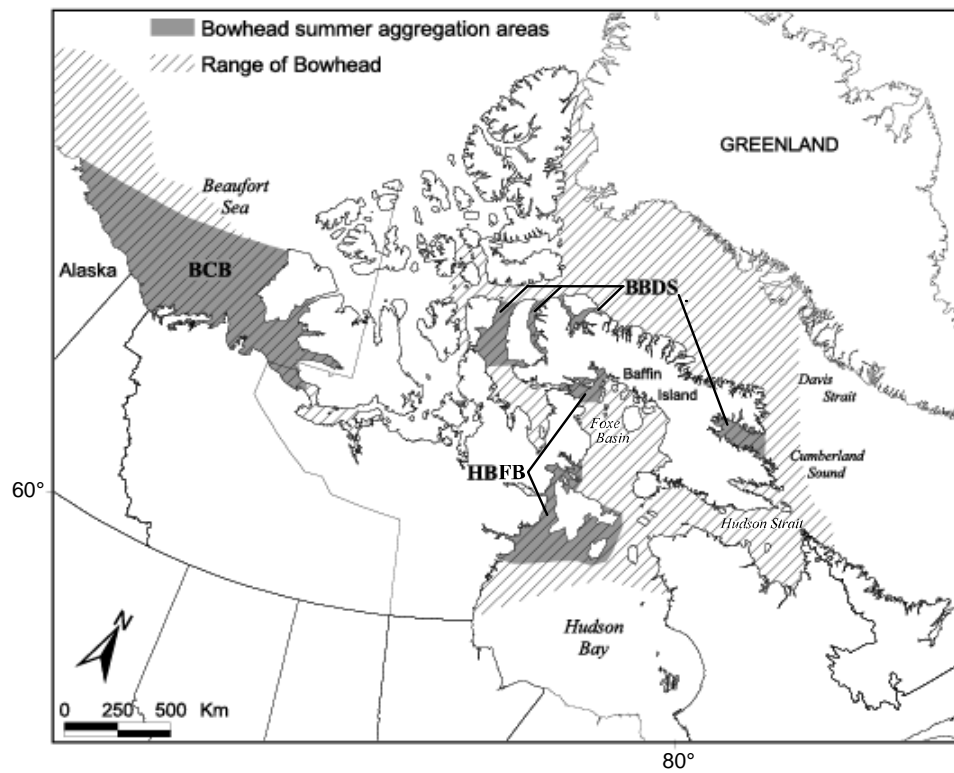 Bowhead summer aggregation areas
Range of Bowhead
GREENLAND
Beaufort
Sea
Alaska
BCB
BBDS
Baffin
Island
Davis
Strait
Foxe
Basin
HBFB
Cumberland
Sound
60°
Hudson Strait
N
Hudson
Bay
0 250 500 Km
80°